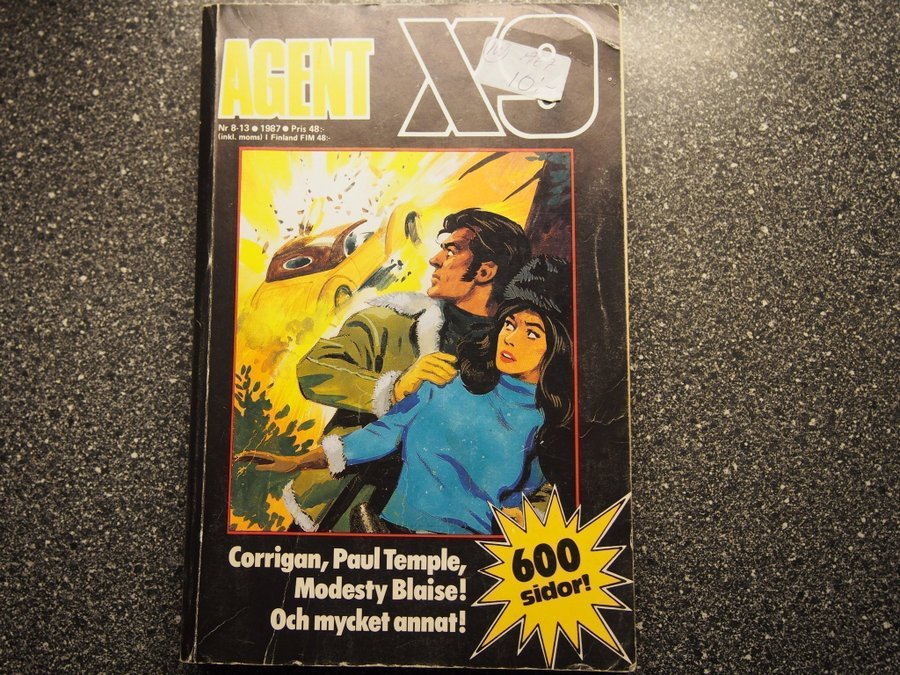 AGENT X9
Nr 8-13 ● 1987 ● Pris 48:-
(inkl. moms) I Finland FIM 48:-
10:-
Corrigan, Paul Temple,
Modesty Blaise!
Och mycket annat!
600
sidor!